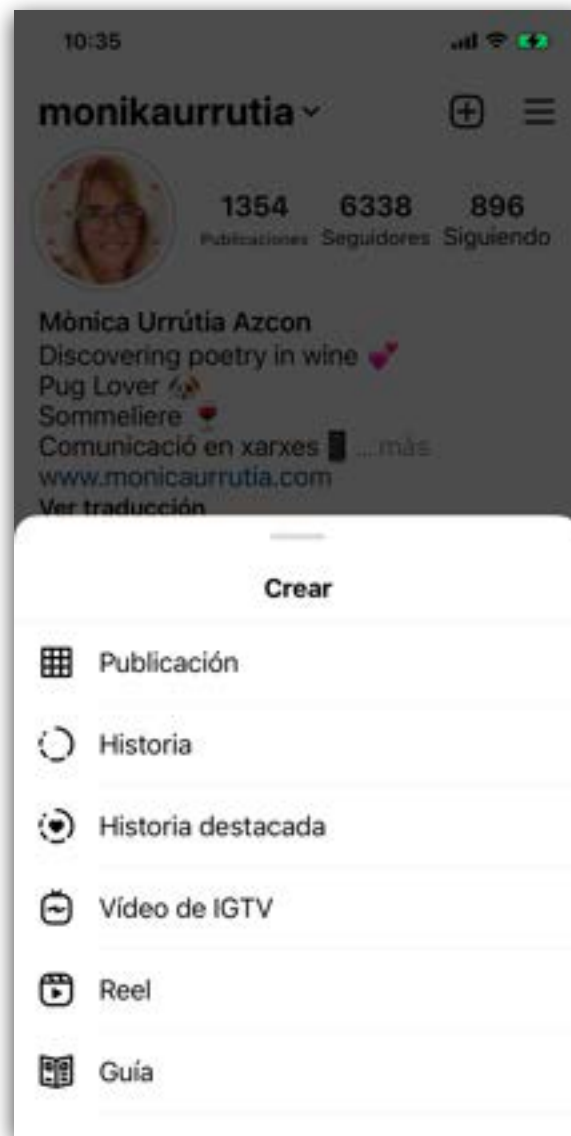 10:35
monikaurrutia
1354 6338 896
Publicaciones Seguidores Siguiendo
Mònica Urrútia Azcon
Discovering poetry in wine 💕
Pug Lover 🐶
Sommeliere 🍷
Comunicació en xarxes 📱 ... más
www.monicaurrutia.com
Ver traducción
Crear
Publicación
Historia
Historia destacada
Vídeo de IGTV
Reel
Guía